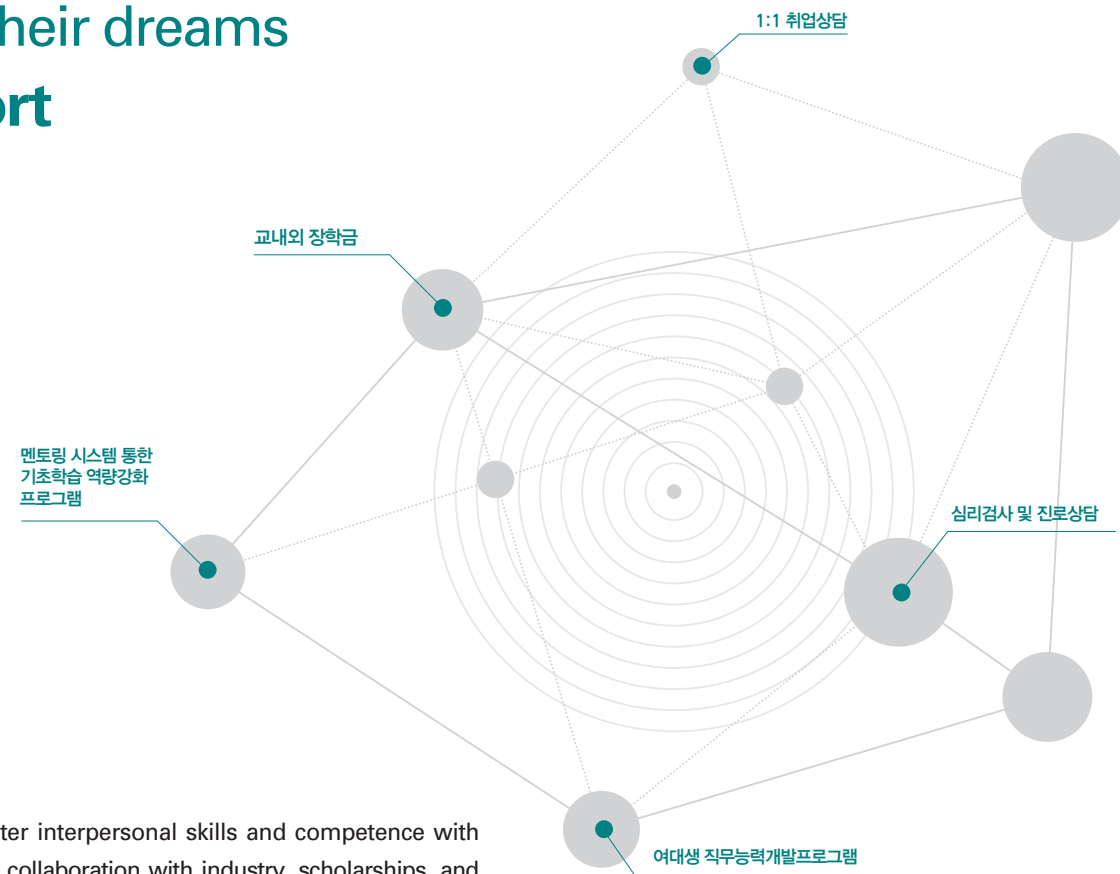 heir dreams
ort
1:1 취업상담
교내외 장학금
멘토링 시스템 통한
기초학습 역량강화
프로그램
심리검사 및 진로상담
ter interpersonal skills and competence with
collaboration with industry, scholarships, and
여대생 직무능력개발프로그램